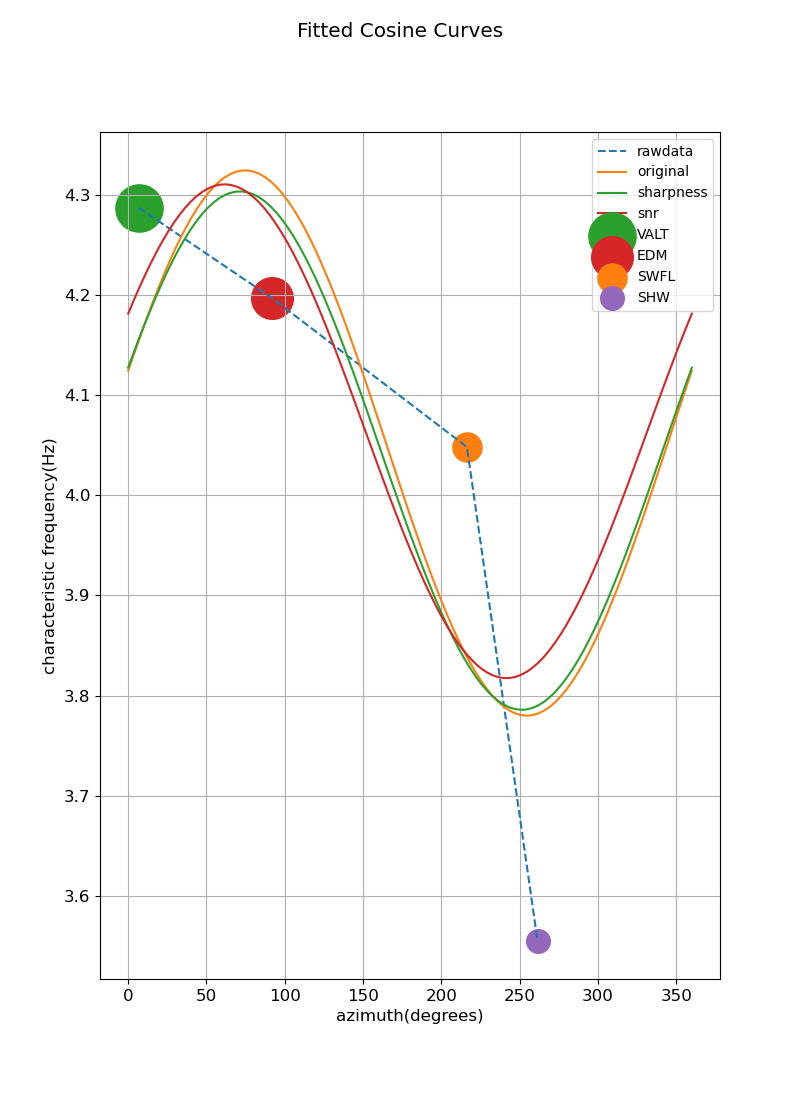 Fitted Cosine Curves
rawdata
original
sharpness
snr
VALT
EDM
SWFL
SHW
characteristic frequency(Hz)
4.3
4.2
4.1
4.0
3.9
3.8
3.7
3.6
0 50 100 150 200 250 300 350
azimuth(degrees)